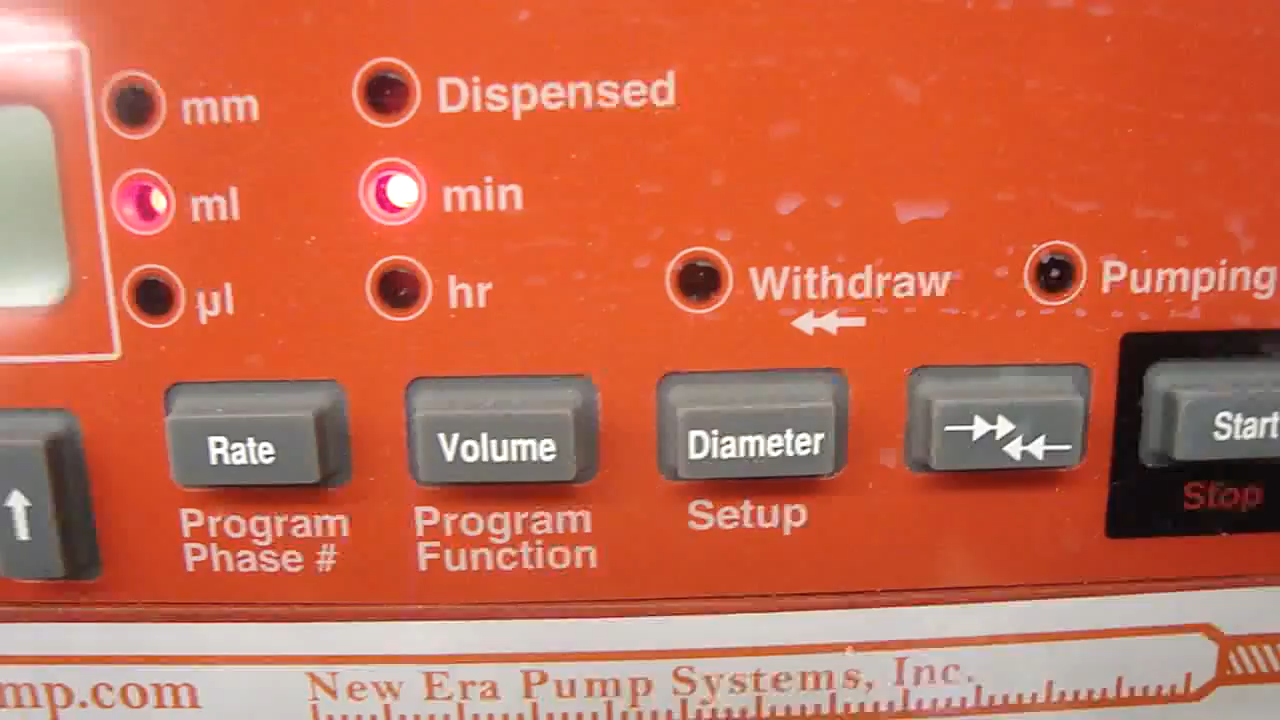 mm
Dispensed
ml
min
µl
hr
Withdraw
Pumping
Rate
Volume
Diameter
Start
Stop
Program
Phase #
Program
Function
Setup
mp.com
New Era Pump Systems, Inc.